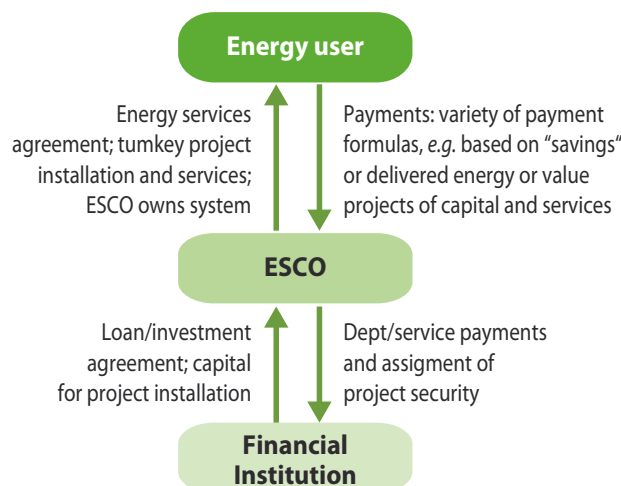 Energy user
Energy services
agreement; tumkey project
installation and services;
ESCO owns system
Payments: variety of payment
formulas, e.g. based on “savings“
or delivered energy or value
projects of capital and services
ESCO
Loan/investment
agreement; capital
for project installation
Dept/service payments
and assigment of
project security
Financial
Institution